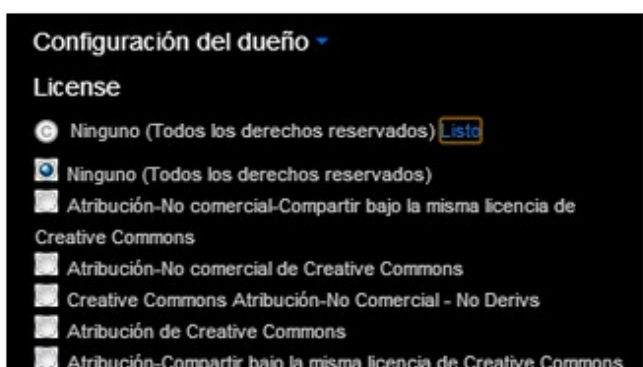 Configuración del dueño
License
© Ninguno (Todos los derechos reservados) Listo
Ninguno (Todos los derechos reservados)
Atribución-No comercial-Compartir bajo la misma licencia de
Creative Commons
Atribución-No comercial de Creative Commons
Creative Commons Atribución-No Comercial - No Derivs
Atribución de Creative Commons
Atribución-Compartir bajo la misma licencia de Creative Commons